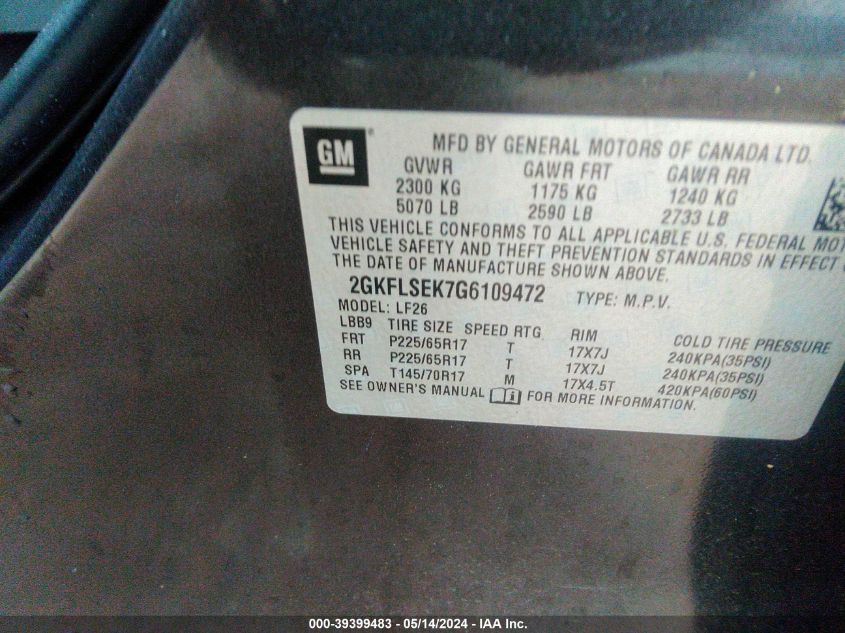 GM®
MFD BY GENERAL MOTORS OF CANADA LTD.
GVWR GAWR FRT GAWR RR
2300 KG 1175 KG 1240 KG
5070 LB 2590 LB 2733 LB
THIS VEHICLE CONFORMS TO ALL APPLICABLE U.S. FEDERAL MOT
VEHICLE SAFETY AND THEFT PREVENTION STANDARDS IN EFFECT
THE DATE OF MANUFACTURE SHOWN ABOVE.
2GKFLSEK7G6109472 TYPE: M.P.V.
MODEL: LF26
LBB9 TIRE SIZE SPEED RTG RIM COLD TIRE PRESSURE
FRT P225/65R17 T 17X7J 240KPA(35PSI)
RR P225/65R17 T 17X7J 240KPA(35PSI)
SPA T145/70R17 M 17X4.5T 420KPA(60PSI)
SEE OWNER'S MANUAL FOR MORE INFORMATION.
000-39399483 - 05/14/2024 - IAA Inc.